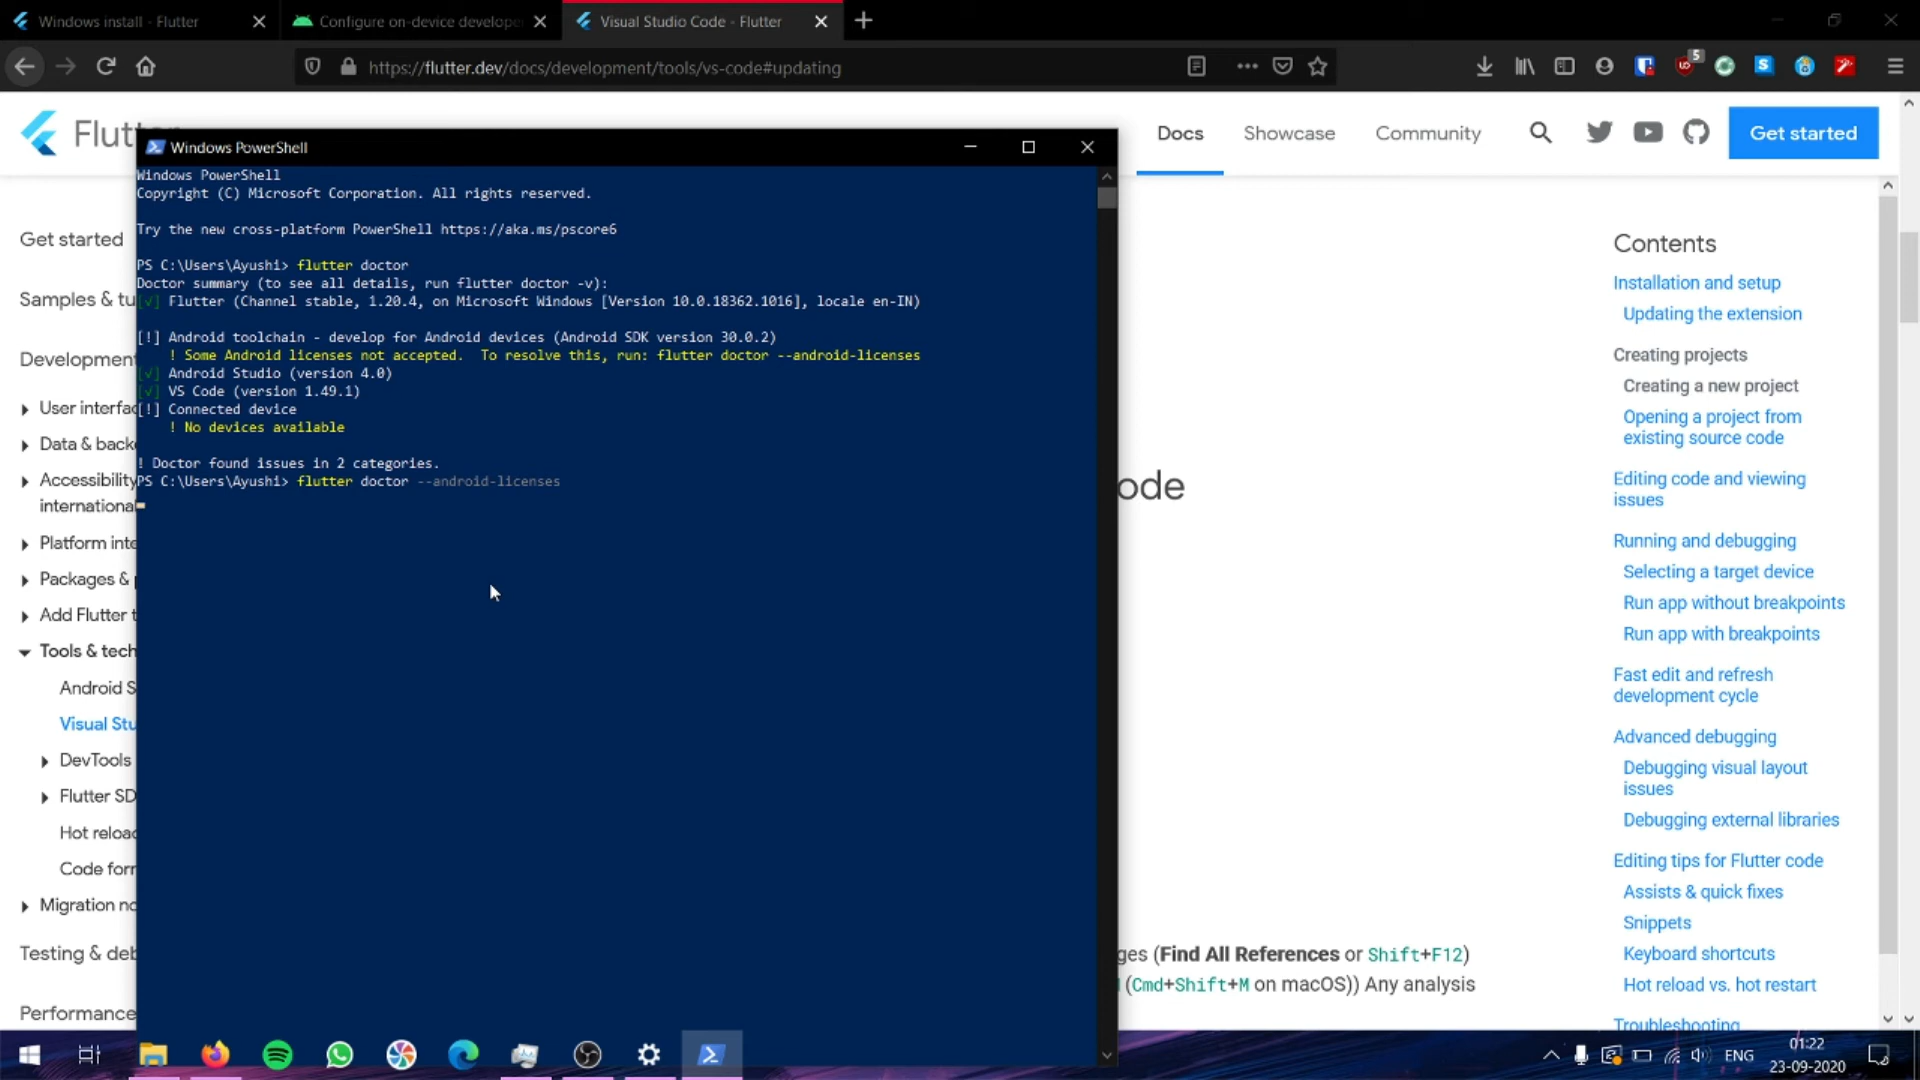 Windows install - Flutter
Configure on-device develope
Visual Studio Code - Flutter
https://flutter.dev/docs/development/tools/vs-code#updating
5
Flutter
Docs
Showcase
Community
Get started
Windows PowerShell
Windows PowerShell
Copyright (C) Microsoft Corporation. All rights reserved.
Try the new cross-platform PowerShell https://aka.ms/pscore6
PS C:\Users\Ayushi> flutter doctor
Doctor summary (to see all details, run flutter doctor -v):
[√] Flutter (Channel stable, 1.20.4, on Microsoft Windows [Version 10.0.18362.1016], locale en-IN)
[!] Android toolchain - develop for Android devices (Android SDK version 30.0.2)
! Some Android licenses not accepted.  To resolve this, run: flutter doctor --android-licenses
[√] Android Studio (version 4.0)
[√] VS Code (version 1.49.1)
[!] Connected device
! No devices available
! Doctor found issues in 2 categories.
PS C:\Users\Ayushi> flutter doctor --android-licenses
Get started
Samples & tu
Development
User interfac
Data & back
Accessibility
internationa
Platform inte
Packages & p
Add Flutter t
Tools & tech
Android S
Visual Stu
DevTools
Flutter SD
Hot reloa
Code forr
Migration no
Testing & deb
Performance
ode
ges (Find All References or Shift+F12)
(Cmd+Shift+M on macOS)) Any analysis
Contents
Installation and setup
Updating the extension
Creating projects
Creating a new project
Opening a project from
existing source code
Editing code and viewing
issues
Running and debugging
Selecting a target device
Run app without breakpoints
Run app with breakpoints
Fast edit and refresh
development cycle
Advanced debugging
Debugging visual layout
issues
Debugging external libraries
Editing tips for Flutter code
Assists & quick fixes
Snippets
Keyboard shortcuts
Hot reload vs. hot restart
Troubleshooting
ENG
01:22
23-09-2020